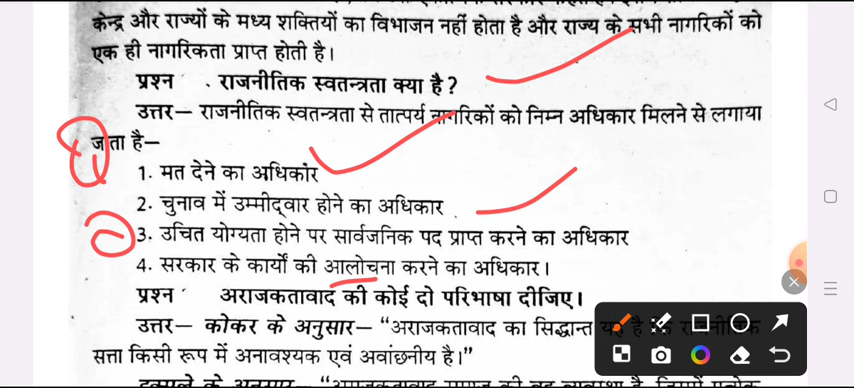 केन्द्र और राज्यों के मध्य शक्तियों का विभाजन नहीं होता है और राज्य के सभी नागरिकों को
एक ही नागरिकता प्राप्त होती है।
प्रश्न राजनीतिक स्वतन्त्रता क्या है?
उत्तर— राजनीतिक स्वतन्त्रता से तात्पर्य नागरिकों को निम्न अधिकार मिलने से लगाया
जाता है—
1. मत देने का अधिकार
2. चुनाव में उम्मीदवार होने का अधिकार
3. उचित योग्यता होने पर सार्वजनिक पद प्राप्त करने का अधिकार
4. सरकार के कार्यों की आलोचना करने का अधिकार।
प्रश्न अराजकतावाद की कोई दो परिभाषा दीजिए।
उत्तर— कोकर के अनुसार— “अराजकतावाद का सिद्धान्त
सत्ता किसी रूप में अनावश्यक एवं अवांछनीय है।”